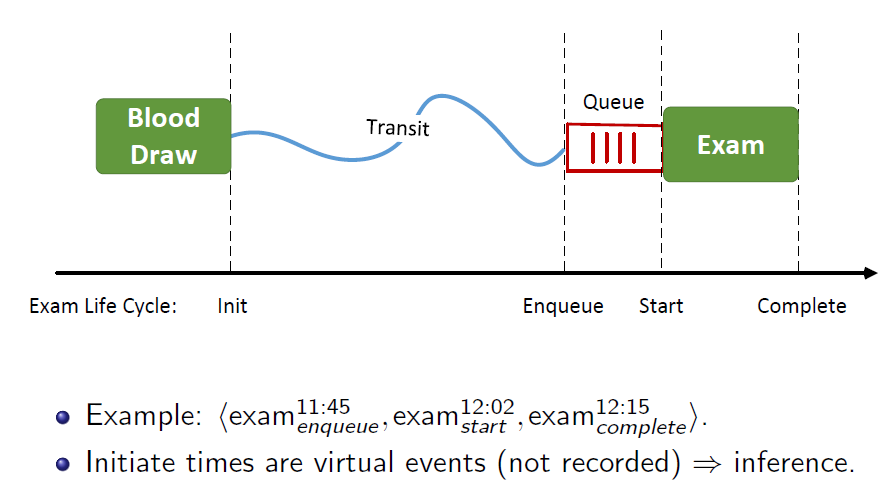 Queue
Blood
Draw
Transit
Exam
Exam Life Cycle: Init Enqueue Start Complete
Example: ⟨exam^{11:45}_{enqueue}, exam^{12:02}_{start}, exam^{12:15}_{complete}⟩.
Initiate times are virtual events (not recorded) ⇒ inference.